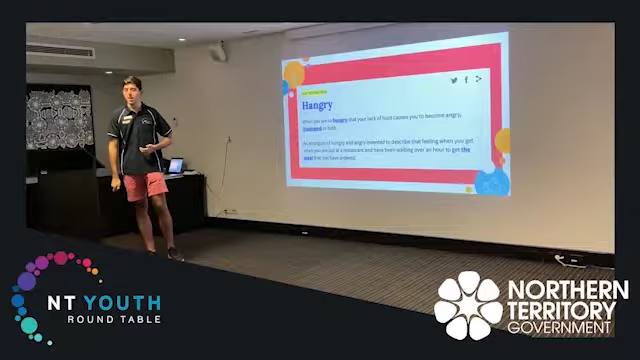 Hangry
When you are so hungry that your lack of food causes you to become angry,
frustrated or both.
An amalgam of hungry and angry invented to describe that feeling when you get
when you are out at a restaurant and have been waiting over an hour to get the
meal that you have ordered.
NT YOUTH
ROUND TABLE
NORTHERN
TERRITORY
GOVERNMENT